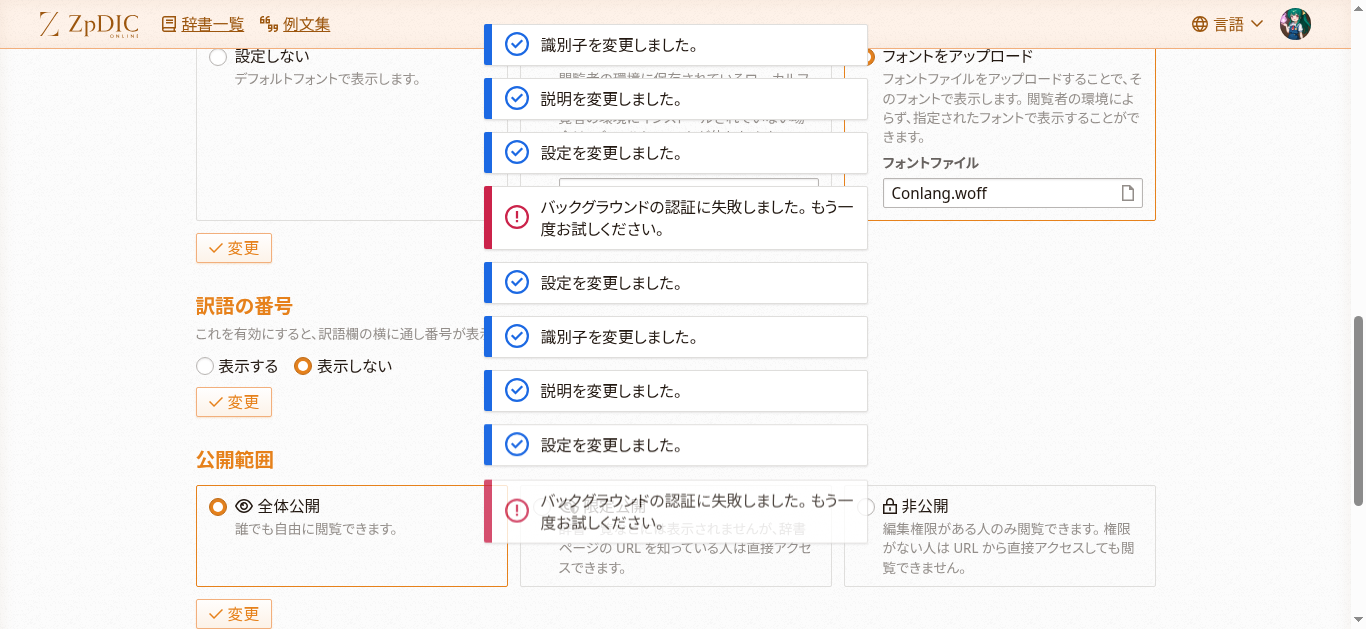 ZpDIC
ONLINE
辞書一覧
例文集
言語
設定しない
デフォルトフォントで表示します。
フォントをアップロード
フォントファイルをアップロードすることで、そ
のフォントで表示します。閲覧者の環境によ
らず、指定されたフォントで表示することがで
きます。
フォントファイル
Conlang.woff
変更
識別子を変更しました。
説明を変更しました。
設定を変更しました。
バックグラウンドの認証に失敗しました。もう一
度お試しください。
設定を変更しました。
識別子を変更しました。
説明を変更しました。
設定を変更しました。
バックグラウンドの認証に失敗しました。もう一
度お試しください。
訳語の番号
これを有効にすると、訳語欄の横に通し番号が表示
表示する
表示しない
変更
公開範囲
全体公開
誰でも自由に閲覧できます。
限定公開
ページの URL を知っている人は直接アクセ
スできます。
非公開
編集権限がある人のみ閲覧できます。権限
がない人は URL から直接アクセスしても閲
覧できません。
変更